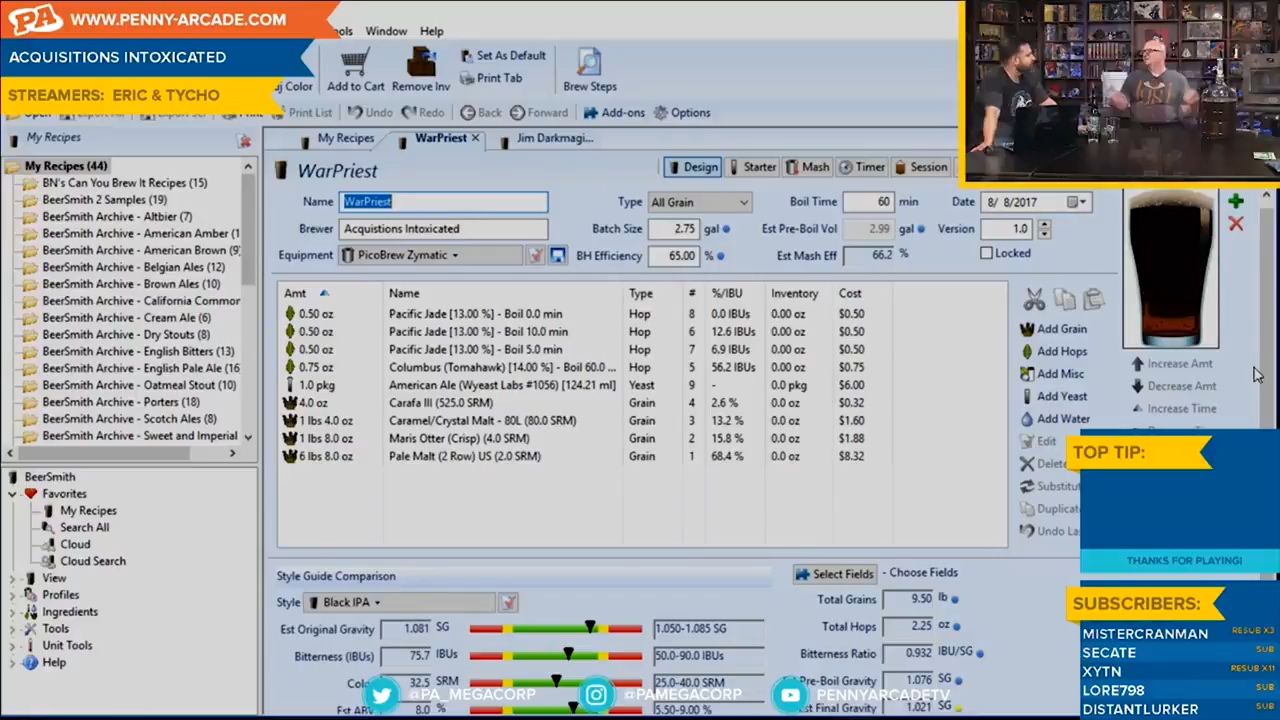 PA WWW.PENNY-ARCADE.COM
ACQUISITIONS INTOXICATED
STREAMERS: ERIC & TYCHO
Window Help
Add to Cart Remove Inv
Set As Default
Print Tab
Brew Steps
Print List Undo Redo Back Forward Add-ons Options
My Recipes
My Recipes (44)
BN's Can You Brew It Recipes (15)
BeerSmith 2 Samples (19)
BeerSmith Archive - Altbier (7)
BeerSmith Archive - American Amber (1
BeerSmith Archive - American Brown (9)
BeerSmith Archive - Belgian Ales (12)
BeerSmith Archive - Brown Ales (10)
BeerSmith Archive - California Common
BeerSmith Archive - Cream Ale (6)
BeerSmith Archive - Dry Stouts (8)
BeerSmith Archive - English Bitters (13)
BeerSmith Archive - English Pale Ale (16
BeerSmith Archive - Oatmeal Stout (10)
BeerSmith Archive - Porters (18)
BeerSmith Archive - Scotch Ales (8)
BeerSmith Archive - Sweet and Imperial
BeerSmith
Favorites
My Recipes
Search All
Cloud
Cloud Search
View
Profiles
Ingredients
Tools
Unit Tools
Help
My Recipes WarPriest Jim Darkmagi...
WarPriest
Design Starter Mash Timer Session
Name WarPriest Type All Grain Boil Time 60 min Date 8/ 8/2017
Brewer Acquistions Intoxicated Batch Size 2.75 gal Est Pre-Boil Vol 2.99 gal Version 1.0
Equipment PicoBrew Zymatic BH Efficiency 65.00 % Est Mash Eff 66.2 % Locked
Amt Name Type # %/IBU Inventory Cost
0.50 oz Pacific Jade [13.00 %] - Boil 0.0 min Hop 8 0.0 IBUs 0.00 oz $0.50
0.50 oz Pacific Jade [13.00 %] - Boil 10.0 min Hop 6 12.6 IBUs 0.00 oz $0.50
0.50 oz Pacific Jade [13.00 %] - Boil 5.0 min Hop 7 6.9 IBUs 0.00 oz $0.50
0.75 oz Columbus (Tomahawk) [14.00 %] - Boil 60.0 ... Hop 5 56.2 IBUs 0.00 oz $0.75
1.0 pkg American Ale (Wyeast Labs #1056) [124.21 ml] Yeast 9 - 0.0 pkg $6.00
4.0 oz Carafa III (525.0 SRM) Grain 4 2.6 % 0.0 oz $0.32
1 lbs 4.0 oz Caramel/Crystal Malt - 80L (80.0 SRM) Grain 3 13.2 % 0.0 oz $1.60
1 lbs 8.0 oz Maris Otter (Crisp) (4.0 SRM) Grain 2 15.8 % 0.0 oz $1.88
6 lbs 8.0 oz Pale Malt (2 Row) US (2.0 SRM) Grain 1 68.4 % 0.0 oz $8.32
Add Grain
Add Hops
Add Misc
Add Yeast
Add Water
Edit
Delete
Substitut
Duplicat
Undo La
Increase Amt
Decrease Amt
Increase Time
Style Guide Comparison
Style Black IPA
Est Original Gravity 1.081 SG 1.050-1.085 SG
Bitterness (IBUs) 75.7 IBUs 50.0-90.0 IBUs
32.5 SRM 25.0-40.0 SRM
Est ABV 8.0 % 5.50-9.00 %
Select Fields - Choose Fields
Total Grains 9.50 lb
Total Hops 2.25 oz
Bitterness Ratio 0.932 IBU/SG
Pre-Boil Gravity 1.076 SG
Est Final Gravity 1.021 SG
@PA_MEGACORP @PAMEGACORP PENNYARCADETV
TOP TIP:
THANKS FOR PLAYING!
SUBSCRIBERS:
MISTERCRANMAN RESUB X3
SECATE SUB
XYTN RESUB X11
LORE798 SUB
DISTANTLURKER SUB